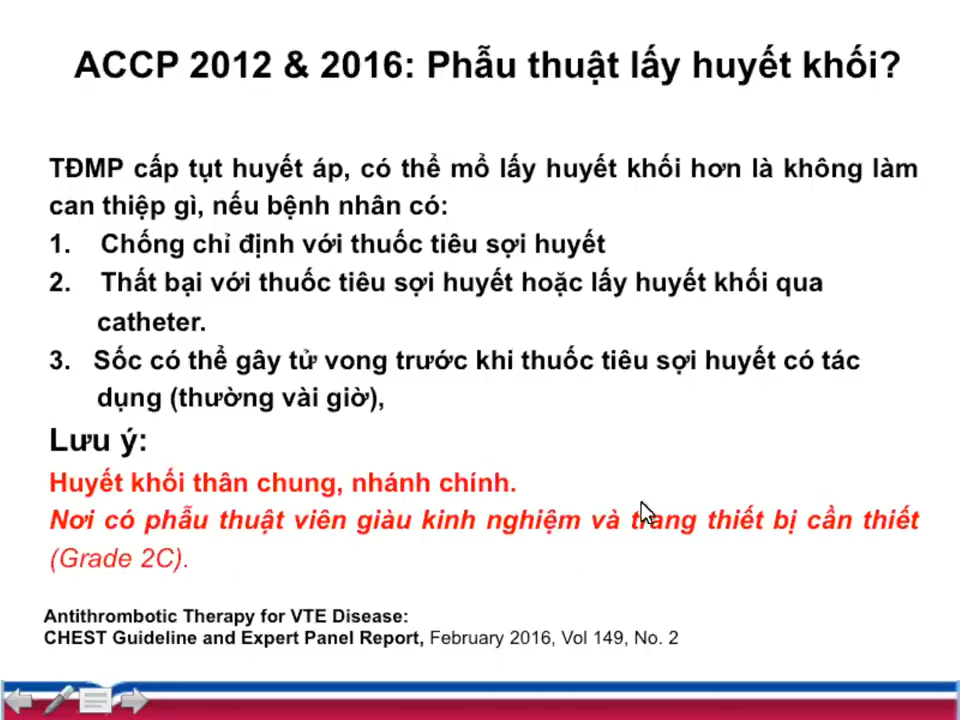 ACCP 2012 & 2016: Phẫu thuật lấy huyết khối?
TĐMP cấp tụt huyết áp, có thể mổ lấy huyết khối hơn là không làm
can thiệp gì, nếu bệnh nhân có:
1. Chống chỉ định với thuốc tiêu sợi huyết
2. Thất bại với thuốc tiêu sợi huyết hoặc lấy huyết khối qua
catheter.
3. Sốc có thể gây tử vong trước khi thuốc tiêu sợi huyết có tác
dụng (thường vài giờ),
Lưu ý:
Huyết khối thân chung, nhánh chính.
Nơi có phẫu thuật viên giàu kinh nghiệm và trang thiết bị cần thiết
(Grade 2C).
Antithrombotic Therapy for VTE Disease:
CHEST Guideline and Expert Panel Report, February 2016, Vol 149, No. 2